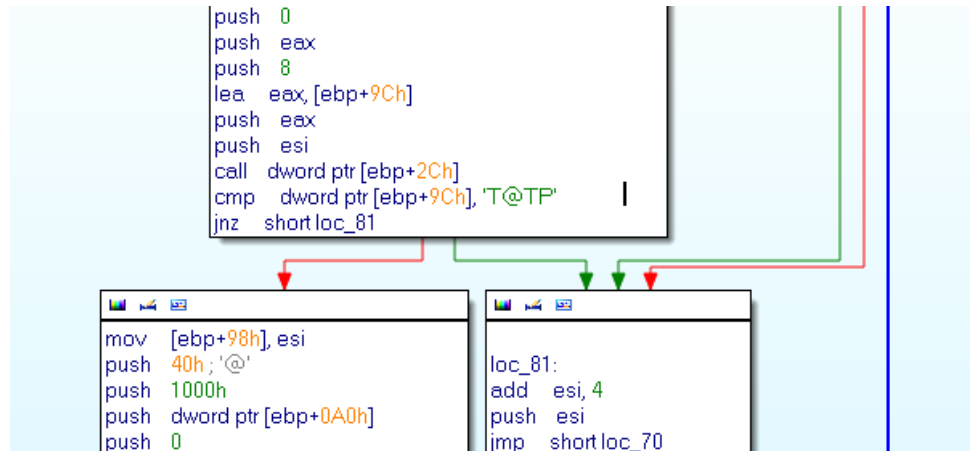 push 0
push eax
push 8
lea eax, [ebp+9Ch]
push eax
push esi
call dword ptr [ebp+2Ch]
cmp dword ptr [ebp+9Ch], 'T@TP'
jnz short loc_81
mov [ebp+98h], esi
push 40h ; '@'
push 1000h
push dword ptr [ebp+0A0h]
push 0
loc_81:
add esi, 4
push esi
jmp short loc_70